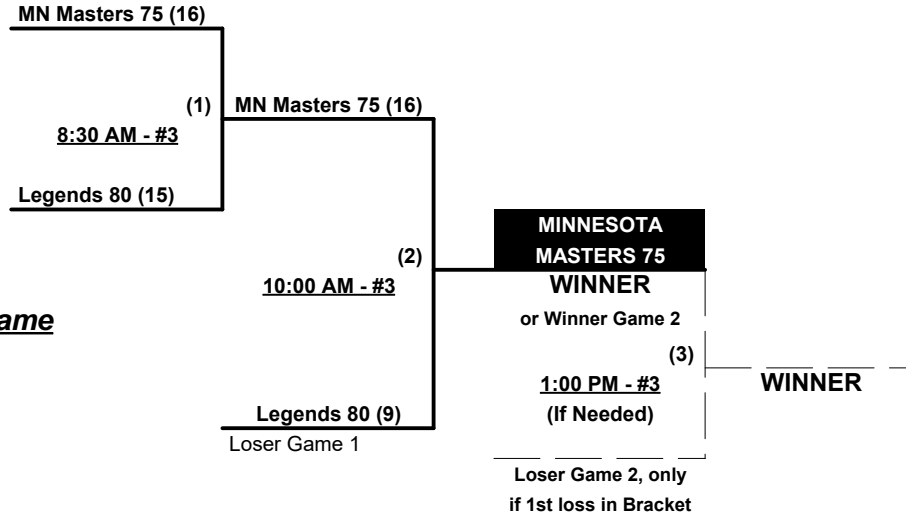 MN Masters 75 (16)
(1)
MN Masters 75 (16)
8:30 AM - #3
Legends 80 (15)
MINNESOTA
MASTERS 75
(2)
10:00 AM - #3
WINNER
ame
or Winner Game 2
(3)
1:00 PM - #3
WINNER
(If Needed)
Legends 80 (9)
Loser Game 1
Loser Game 2, only
if 1st loss in Bracket